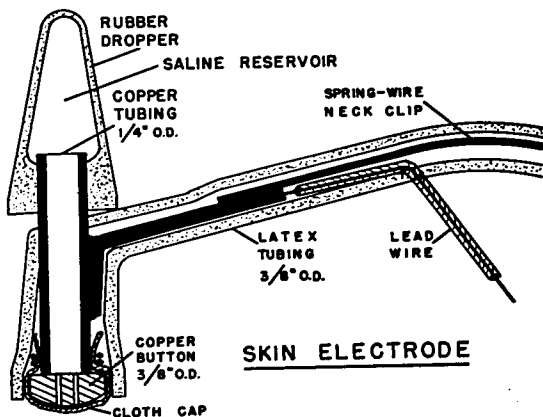 RUBBER
DROPPER
SALINE RESERVOIR
COPPER
TUBING
1/4" O.D.
SPRING-WIRE
NECK CLIP
LATEX
TUBING
3/8" O.D.
LEAD
WIRE
COPPER
BUTTON
3/8" O.D.
CLOTH CAP
SKIN ELECTRODE